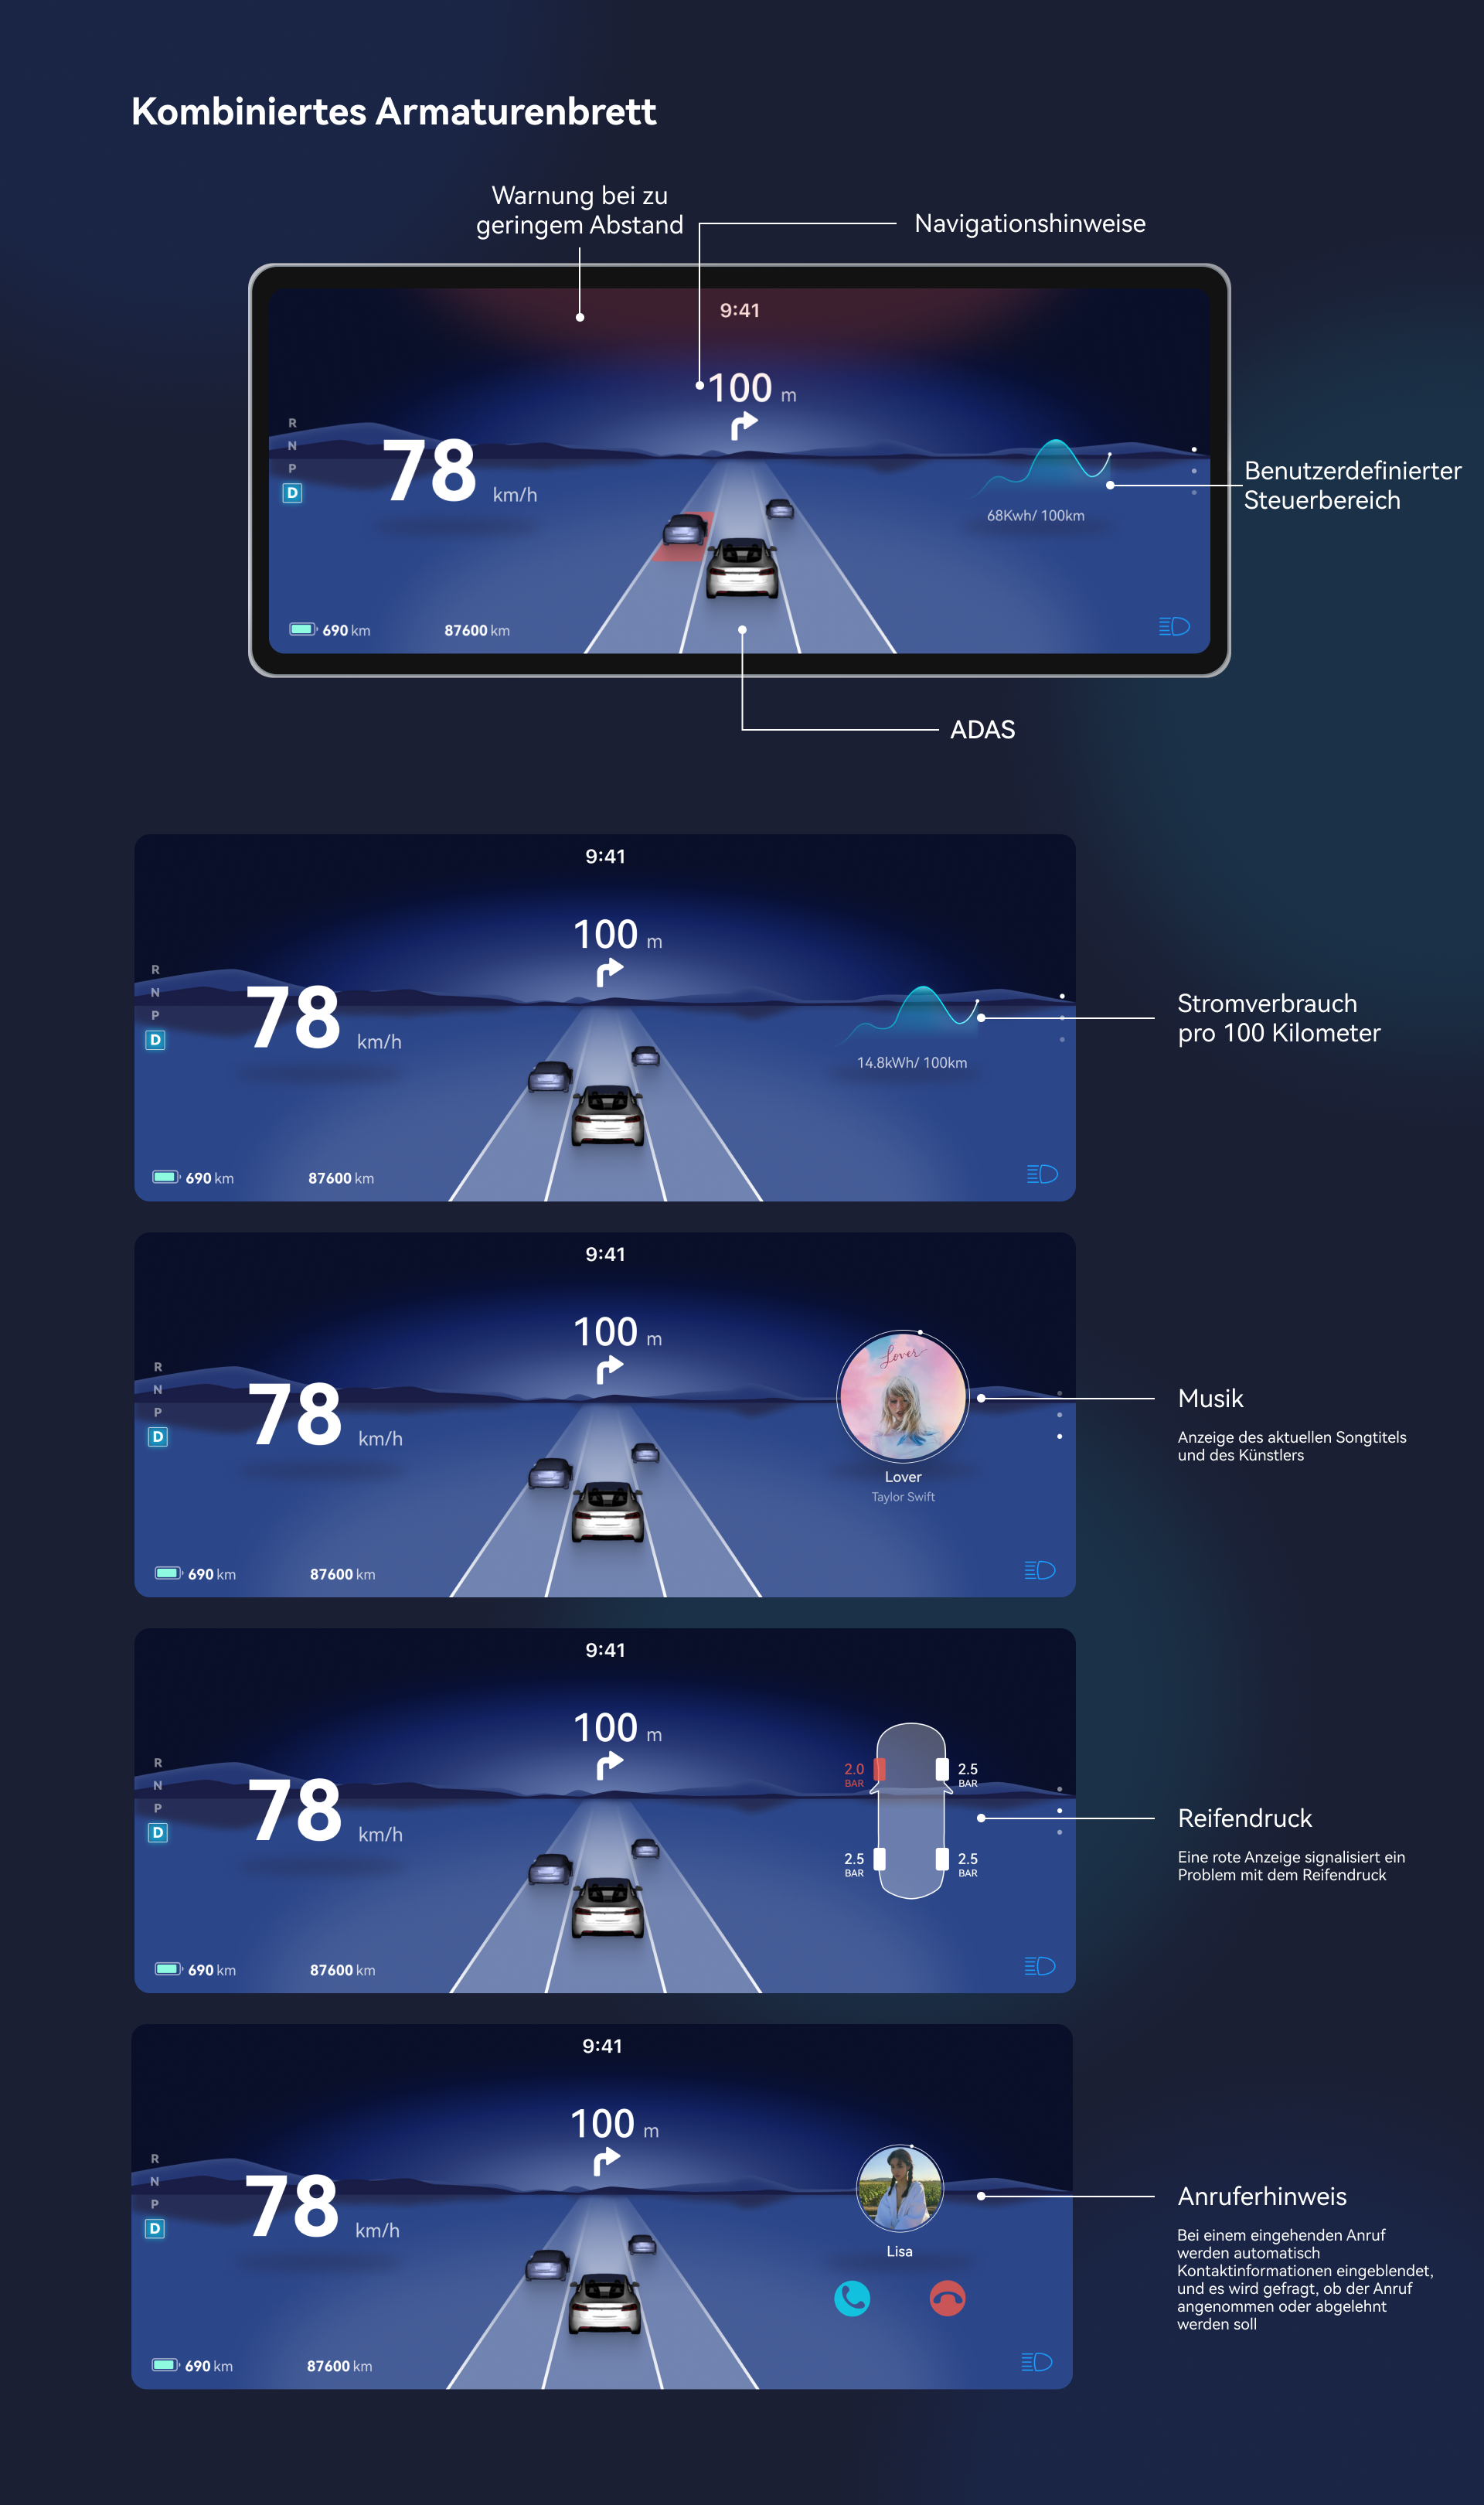 Kombiniertes Armaturenbrett
Warnung bei zu
geringem Abstand
Navigationshinweise
9:41
100 m
R
N
P
D
78 km/h
68Kwh/ 100km
Benutzerdefinierter
Steuerbereich
690 km
87600 km
ADAS
9:41
100 m
R
N
P
D
78 km/h
14.8kWh/ 100km
Stromverbrauch
pro 100 Kilometer
690 km
87600 km
9:41
100 m
R
N
P
D
78 km/h
Lover
Lover
Taylor Swift
Musik
Anzeige des aktuellen Songtitels
und des Künstlers
690 km
87600 km
9:41
100 m
R
N
P
D
78 km/h
2.0
BAR
2.5
BAR
2.5
BAR
2.5
BAR
Reifendruck
Eine rote Anzeige signalisiert ein
Problem mit dem Reifendruck
690 km
87600 km
9:41
100 m
R
N
P
D
78 km/h
Lisa
Anruferhinweis
Bei einem eingehenden Anruf
werden automatisch
Kontaktinformationen eingeblendet,
und es wird gefragt, ob der Anruf
angenommen oder abgelehnt
werden soll
690 km
87600 km